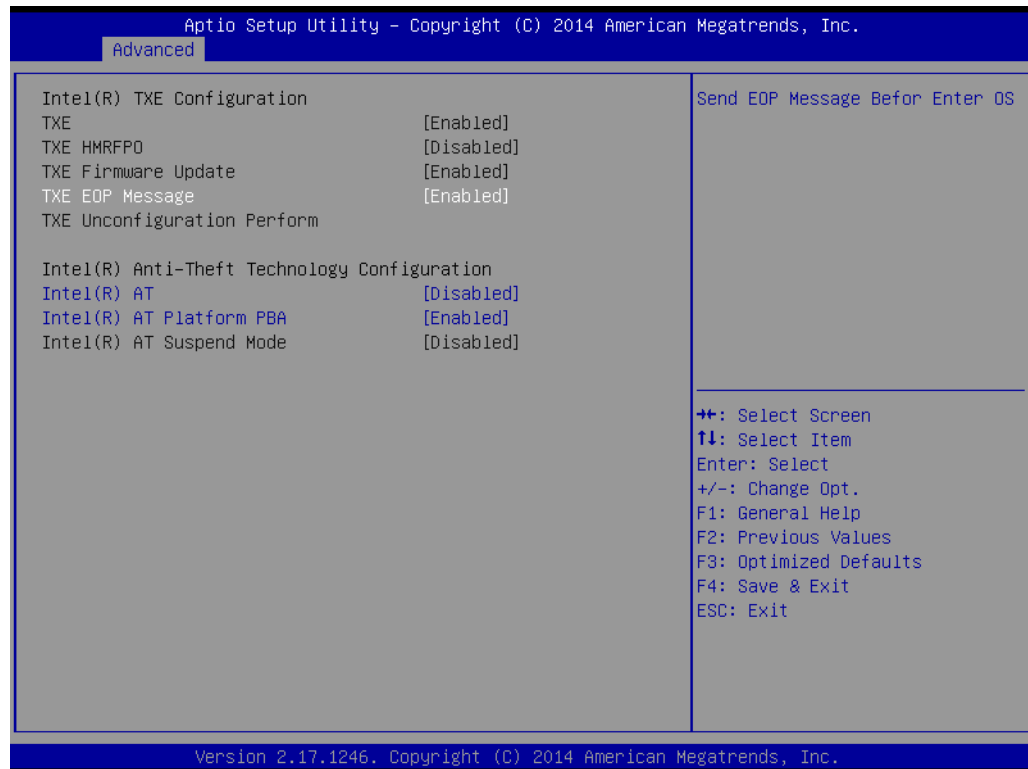 Aptio Setup Utility – Copyright (C) 2014 American Megatrends, Inc.
Advanced
Intel(R) TXE Configuration
TXE [Enabled]
TXE HMRFPO [Disabled]
TXE Firmware Update [Enabled]
TXE EOP Message [Enabled]
TXE Unconfiguration Perform
Intel(R) Anti-Theft Technology Configuration
Intel(R) AT [Disabled]
Intel(R) AT Platform PBA [Enabled]
Intel(R) AT Suspend Mode [Disabled]
Send EOP Message Befor Enter OS
→←: Select Screen
↑↓: Select Item
Enter: Select
+/-: Change Opt.
F1: General Help
F2: Previous Values
F3: Optimized Defaults
F4: Save & Exit
ESC: Exit
Version 2.17.1246. Copyright (C) 2014 American Megatrends, Inc.